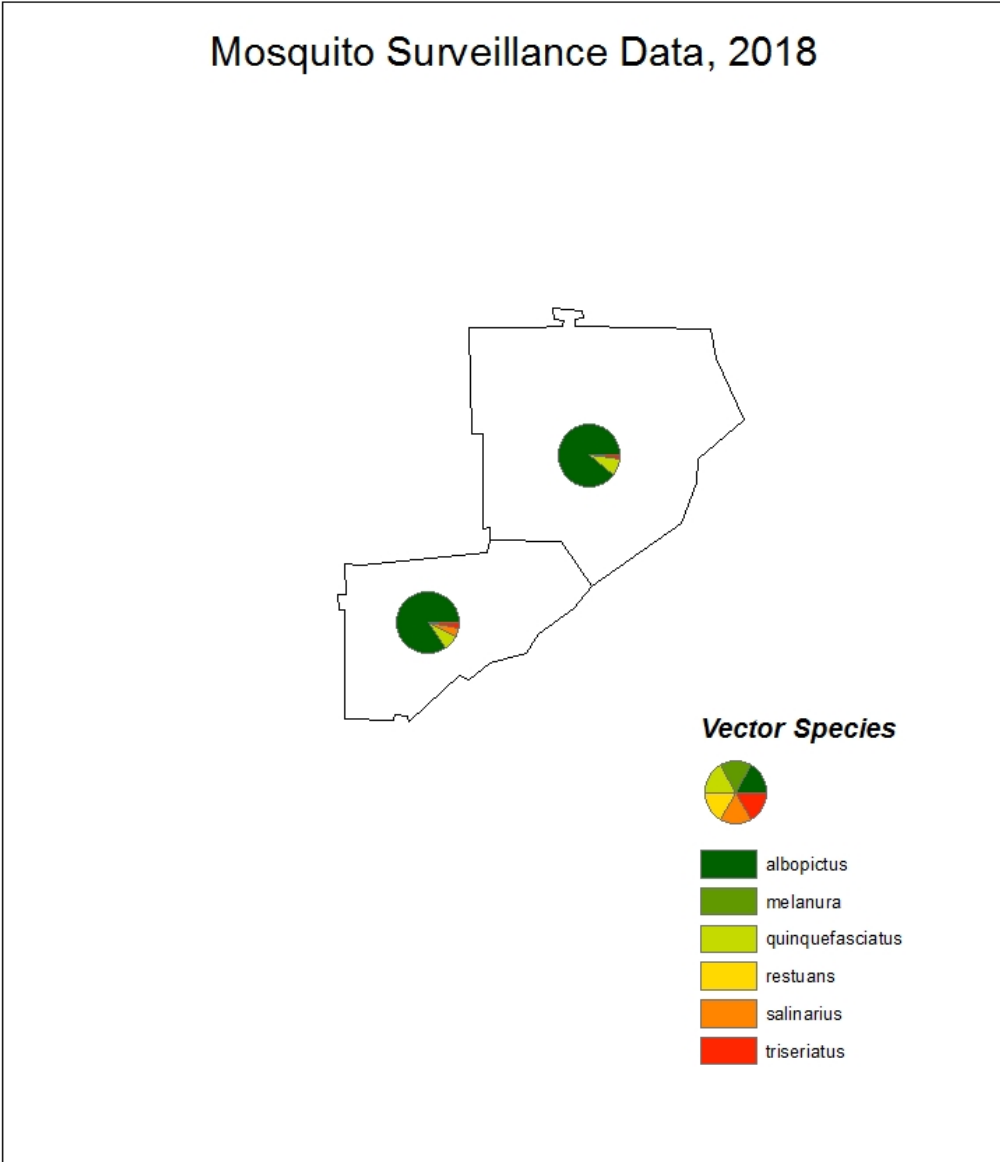 Mosquito Surveillance Data, 2018
Vector Species
albopictus
melanura
quinquefasciatus
restuans
salinarius
triseriatus